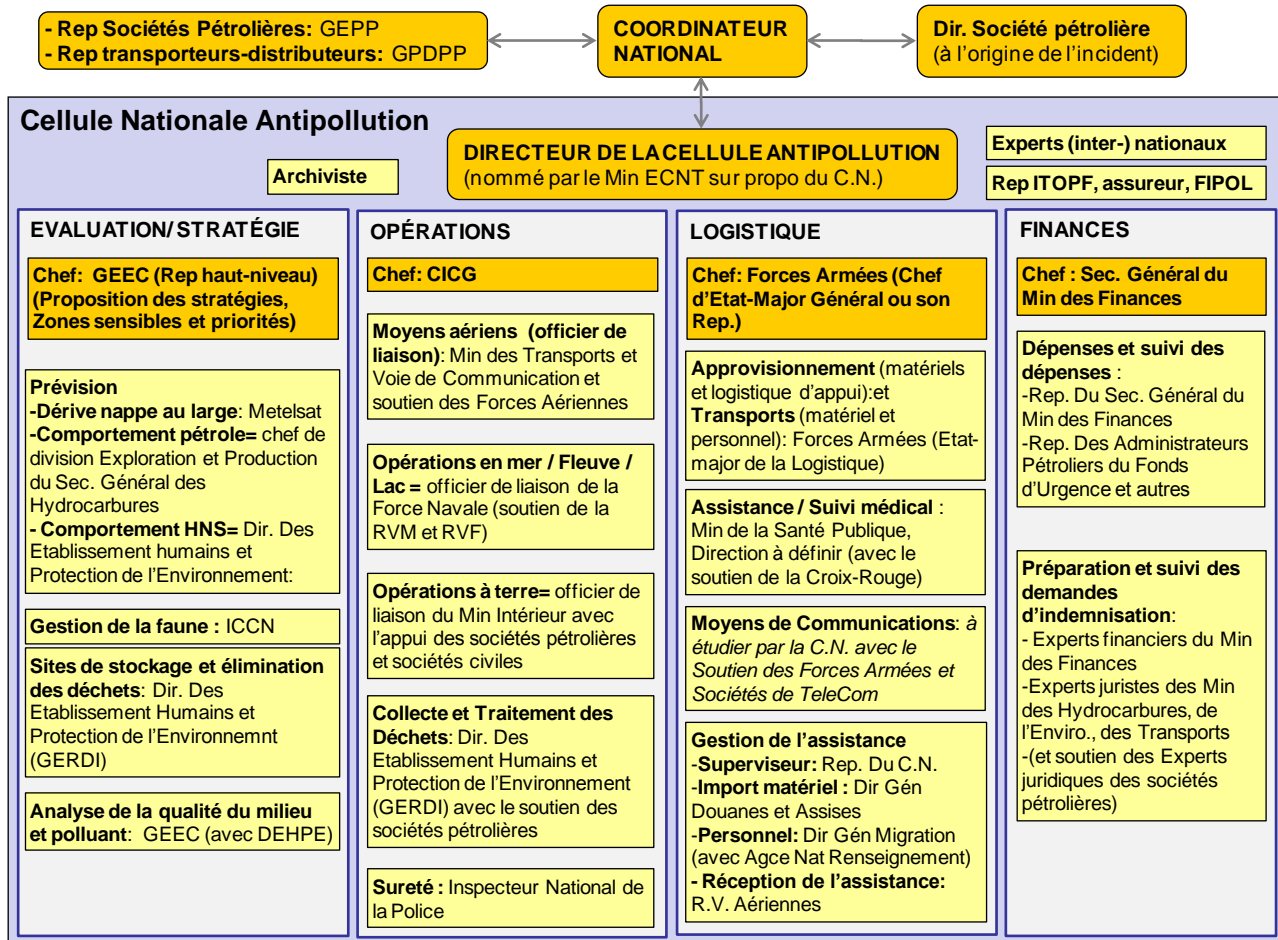 - Rep Sociétés Pétrolières: GEPP
- Rep transporteurs-distributeurs: GPDPP
COORDINATEUR
NATIONAL
Dir. Société pétrolière
(à l'origine de l'incident)
Cellule Nationale Antipollution
DIRECTEUR DE LA CELLULE ANTIPOLLUTION
(nommé par le Min ECNT sur propo du C.N.)
Archiviste
Experts (inter-) nationaux
Rep ITOPF, assureur, FIPOL
EVALUATION/ STRATÉGIE
Chef: GEEC (Rep haut-niveau)
(Proposition des stratégies,
Zones sensibles et priorités)
Prévision
-Dérive nappe au large: Metelsat
-Comportement pétrole= chef de
division Exploration et Production
du Sec. Général des
Hydrocarbures
- Comportement HNS= Dir. Des
Etablissement humains et
Protection de l'Environnement:
Gestion de la faune : ICCN
Sites de stockage et élimination
des déchets: Dir. Des
Etablissement Humains et
Protection de l'Environnemnt
(GERDI)
Analyse de la qualité du milieu
et polluant: GEEC (avec DEHPE)
OPÉRATIONS
Chef: CICG
Moyens aériens (officier de
liaison): Min des Transports et
Voie de Communication et
soutien des Forces Aériennes
Opérations en mer / Fleuve /
Lac = officier de liaison de la
Force Navale (soutien de la
RVM et RVF)
Opérations à terre= officier de
liaison du Min Intérieur avec
l'appui des sociétés pétrolières
et sociétés civiles
Collecte et Traitement des
Déchets: Dir. Des
Etablissement Humains et
Protection de l'Environnement
(GERDI) avec le soutien des
sociétés pétrolières
Sureté : Inspecteur National de
la Police
LOGISTIQUE
Chef: Forces Armées (Chef
d'Etat-Major Général ou son
Rep.)
Approvisionnement (matériels
et logistique d'appui):et
Transports (matériel et
personnel): Forces Armées (Etat-
major de la Logistique)
Assistance / Suivi médical :
Min de la Santé Publique,
Direction à définir (avec le
soutien de la Croix-Rouge)
Moyens de Communications: à
étudier par la C.N. avec le
Soutien des Forces Armées et
Sociétés de TeleCom
Gestion de l'assistance
-Superviseur: Rep. Du C.N.
-Import matériel : Dir Gén
Douanes et Assises
-Personnel: Dir Gén Migration
(avec Agce Nat Renseignement)
- Réception de l'assistance:
R.V. Aériennes
FINANCES
Chef : Sec. Général du
Min des Finances
Dépenses et suivi des
dépenses :
-Rep. Du Sec. Général du
Min des Finances
-Rep. Des Administrateurs
Pétroliers du Fonds
d'Urgence et autres
Préparation et suivi des
demandes
d'indemnisation:
- Experts financiers du Min
des Finances
-Experts juristes des Min
des Hydrocarbures, de
l'Enviro., des Transports
-(et soutien des Experts
juridiques des sociétés
pétrolières)